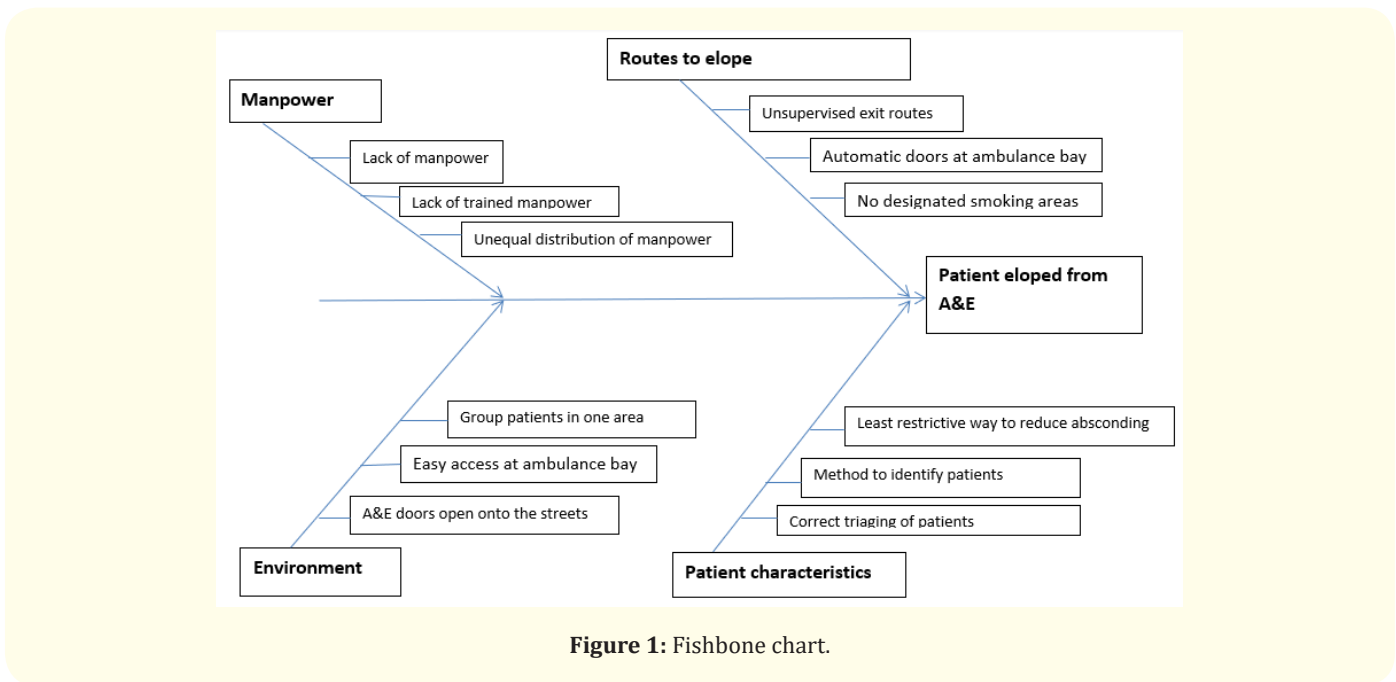 Routes to elope
Manpower
Unsupervised exit routes
Lack of manpower
Automatic doors at ambulance bay
Lack of trained manpower
No designated smoking areas
Unequal distribution of manpower
Patient eloped from
A&E
Group patients in one area
Least restrictive way to reduce absconding
Easy access at ambulance bay
Method to identify patients
A&E doors open onto the streets
Correct triaging of patients
Environment
Patient characteristics
Figure 1: Fishbone chart.